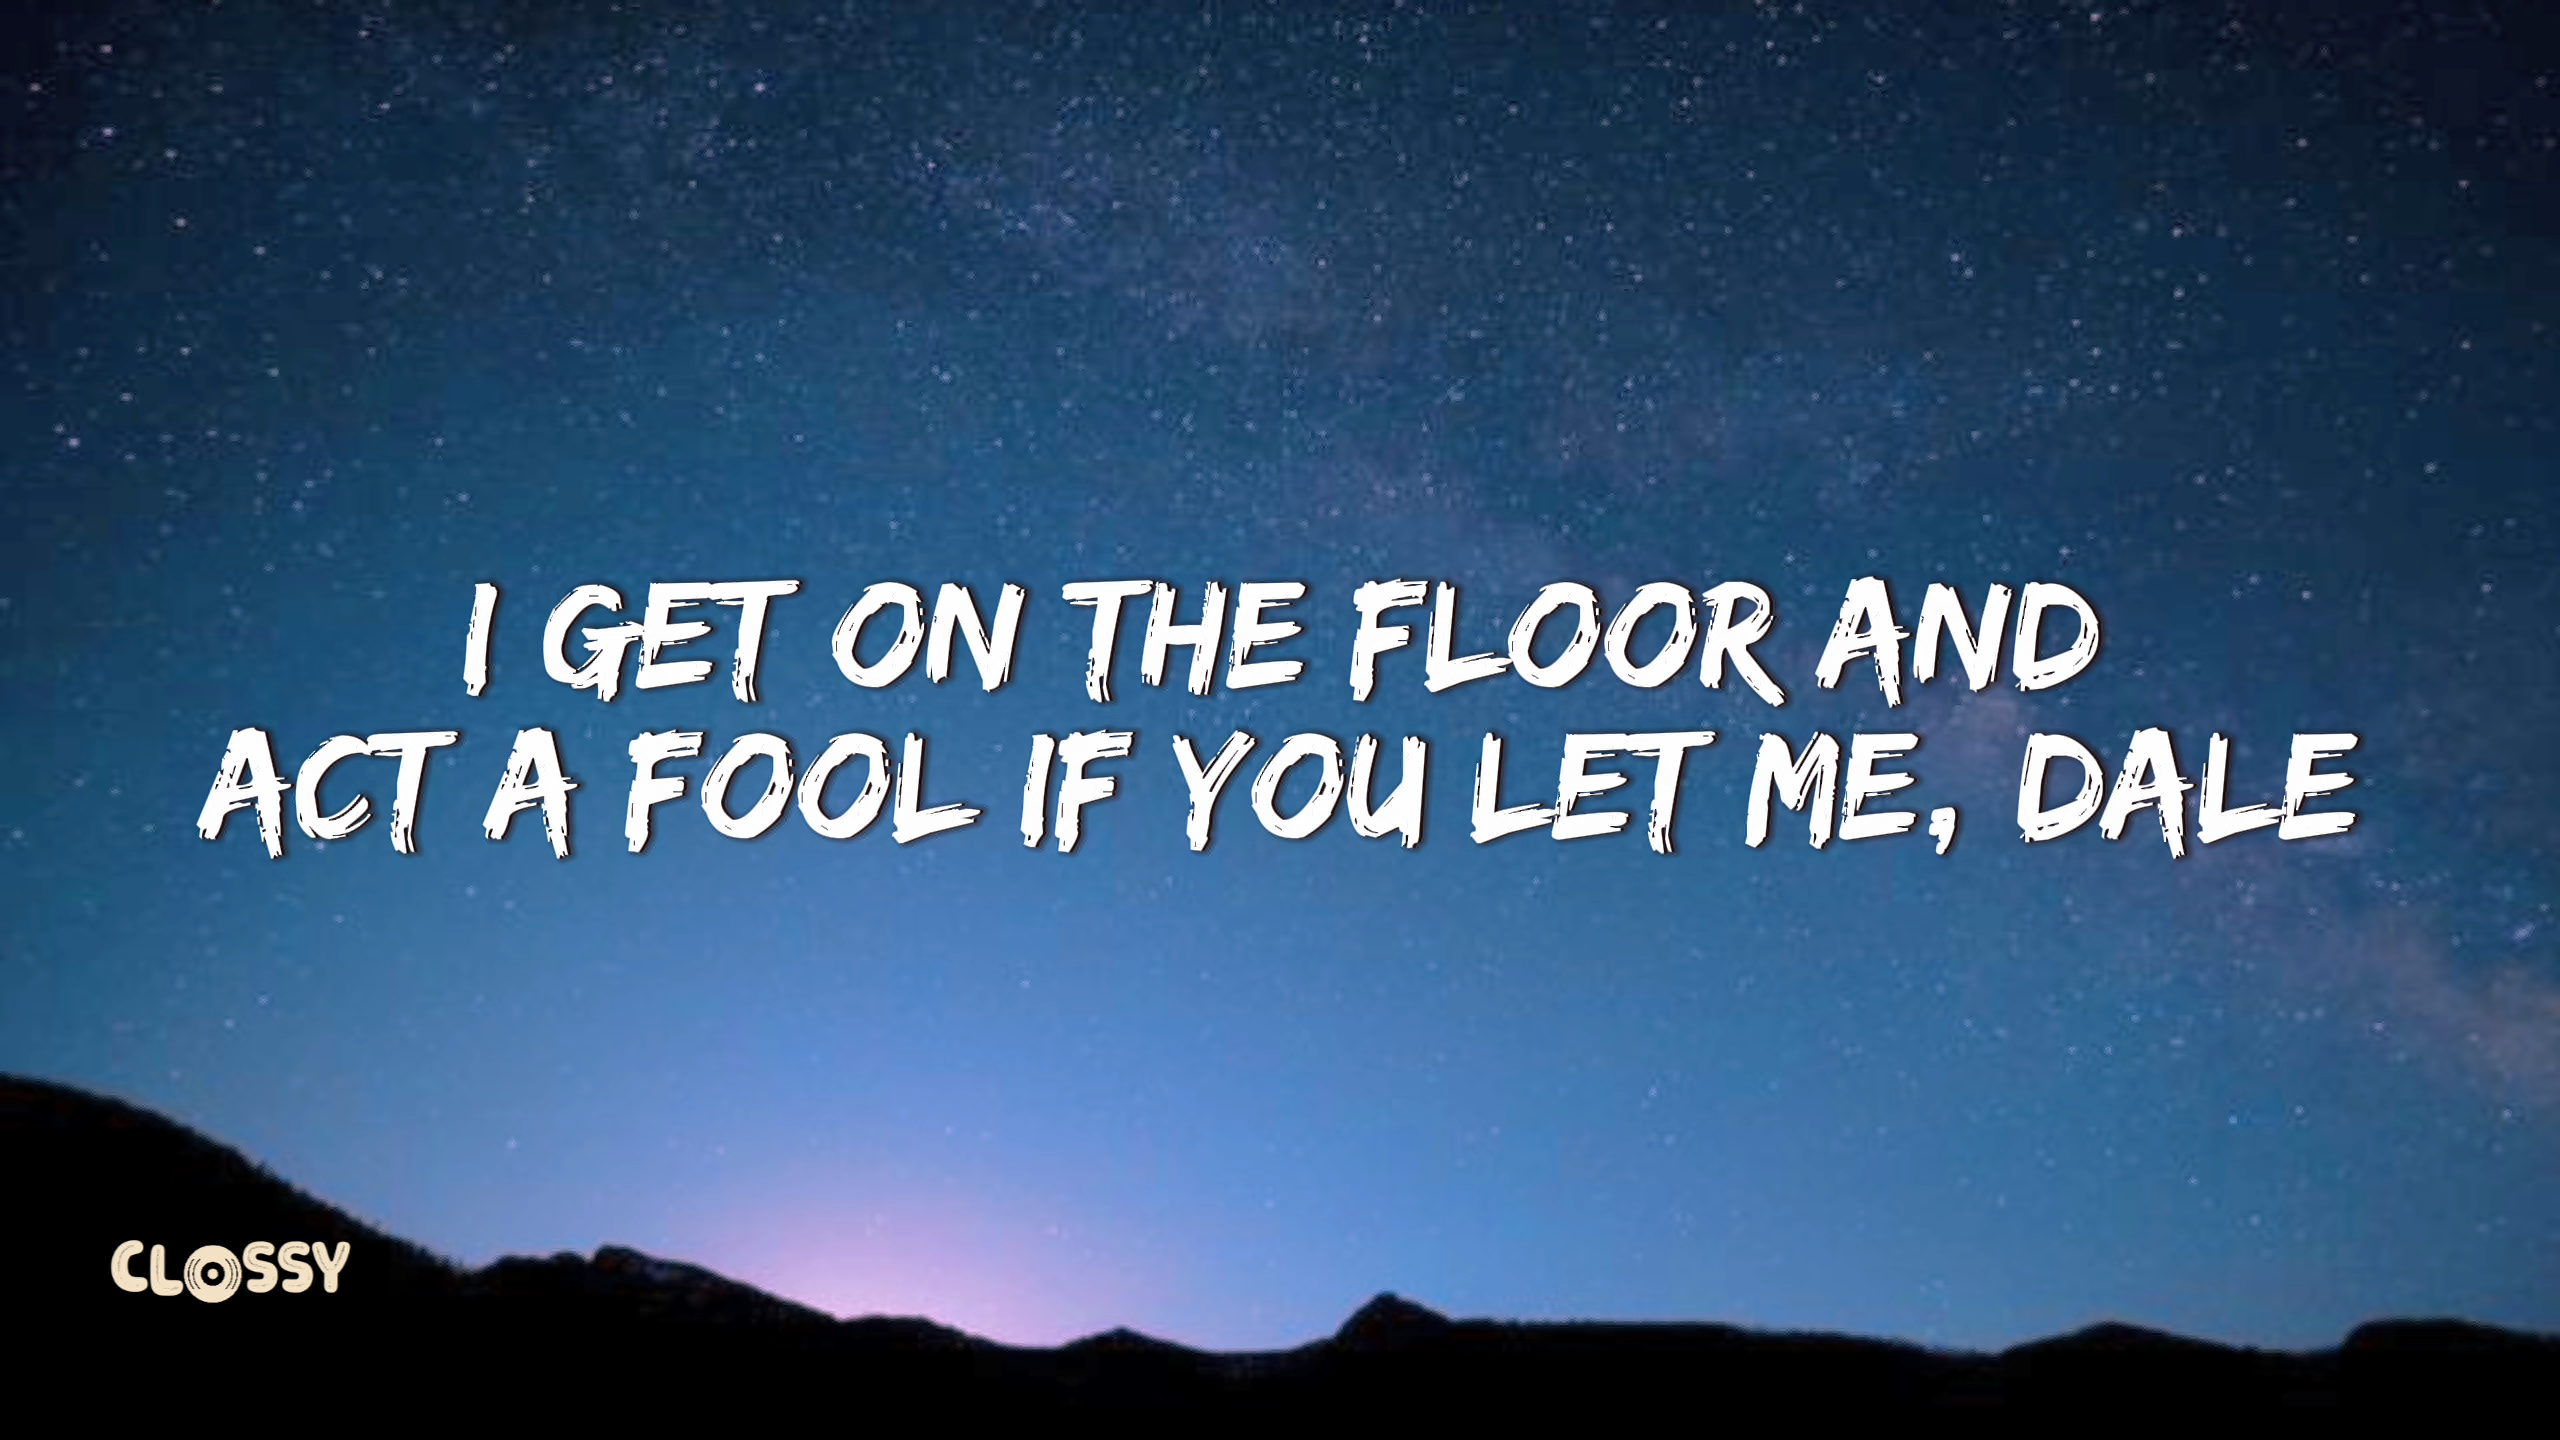 I GET ON THE FLOOR AND
ACT A FOOL IF YOU LET ME, DALE
CLOSSY